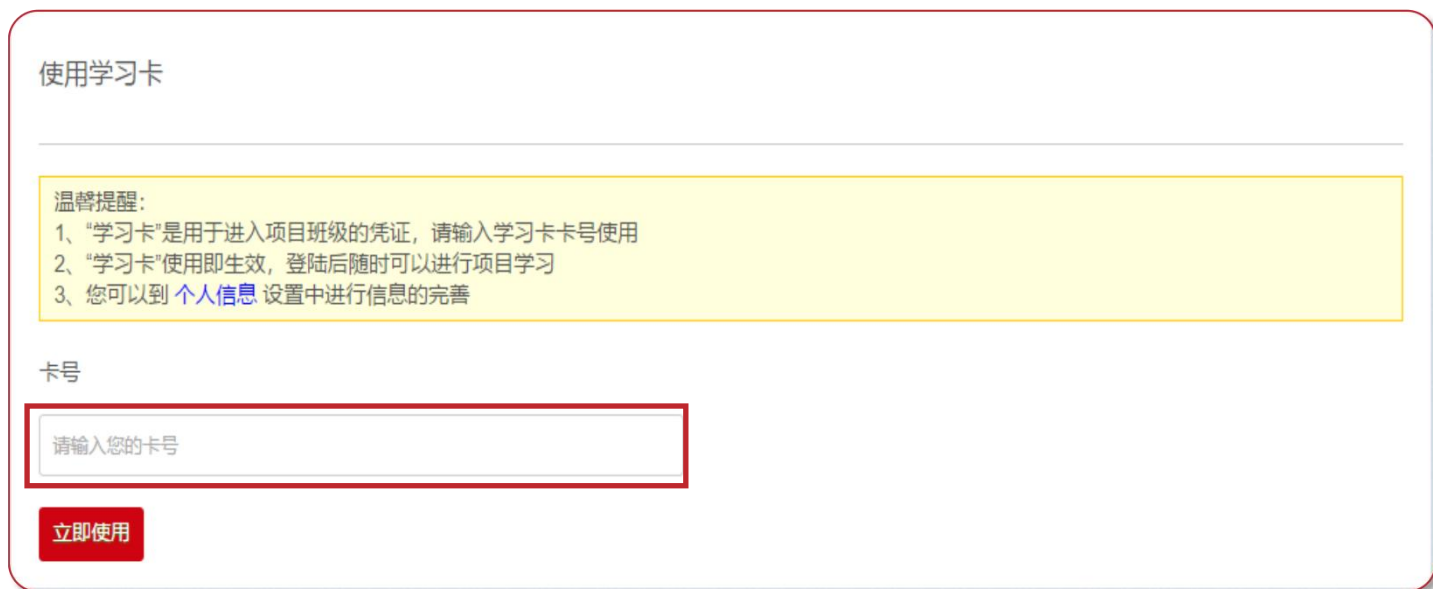 使用学习卡
温馨提醒：
1、“学习卡”是用于进入项目班级的凭证，请输入学习卡卡号使用
2、“学习卡”使用即生效，登陆后随时可以进行项目学习
3、您可以到 个人信息 设置中进行信息的完善
卡号
请输入您的卡号
立即使用